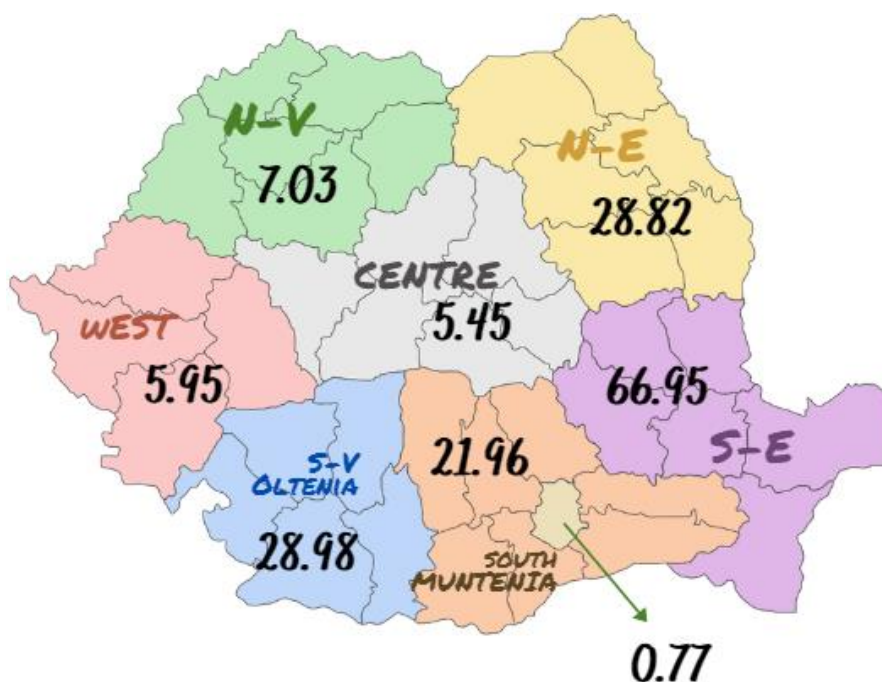 N-V
7.03
N-E
28.82
CENTRE
5.45
WEST
5.95
66.95
S-E
S-V
OLTENIA
28.98
21.96
SOUTH
MUNTENIA
0.77